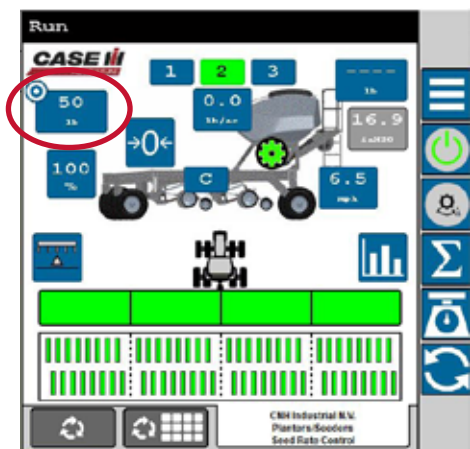 Run
CASE IH
1 2 3
50
lb
0.0
lb/ac
----
lb
16.9
inH2O
→0←
100
%
C
6.5
mph
Σ
CNH Industrial N.V.
Planters/Seeders
Seed Rate Control